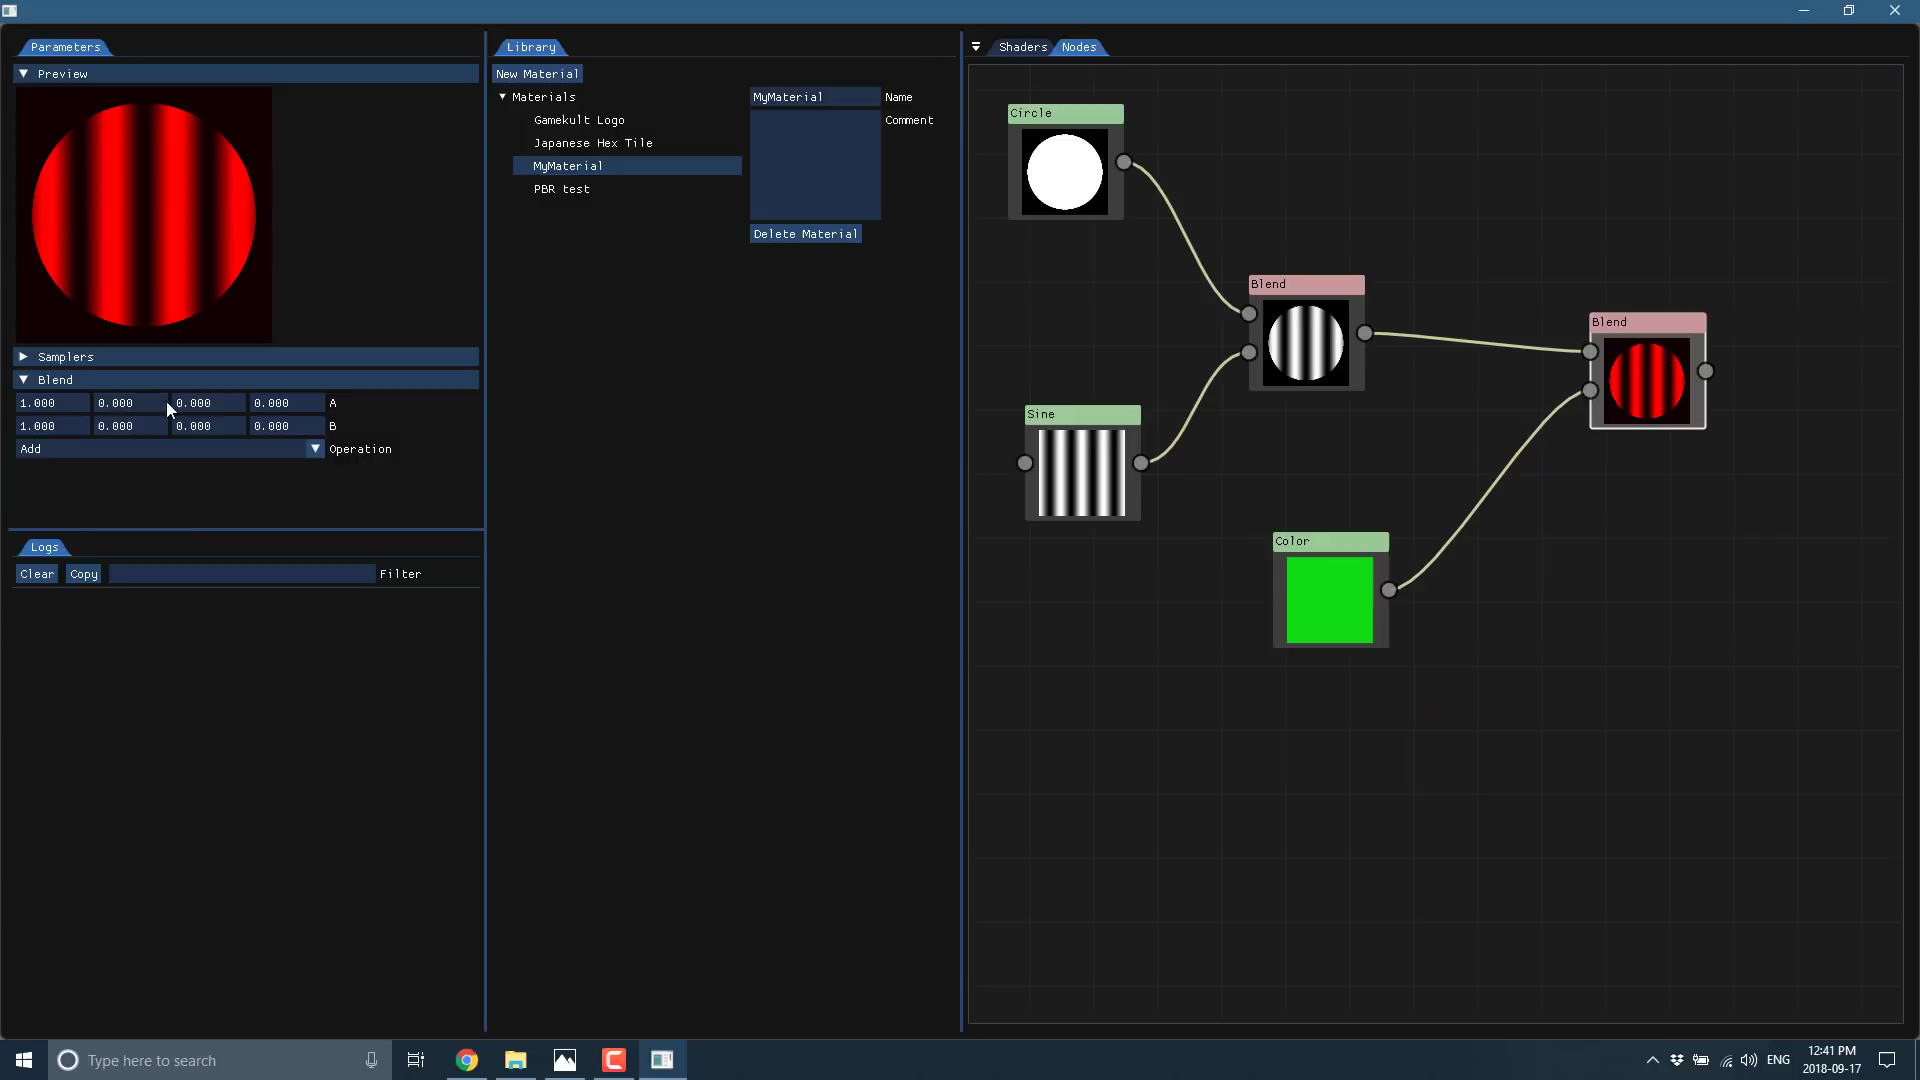 Parameters
Preview
Samplers
Blend
1.000 0.000 0.000 0.000 A
1.000 0.000 0.000 0.000 B
Add Operation
Logs
Clear Copy Filter
Library
New Material
Materials
Gamekult Logo
Japanese Hex Tile
MyMaterial
PBR test
MyMaterial Name
Comment
Delete Material
Shaders Nodes
Circle
Blend
Blend
Sine
Color
Type here to search
ENG
12:41 PM
2018-09-17